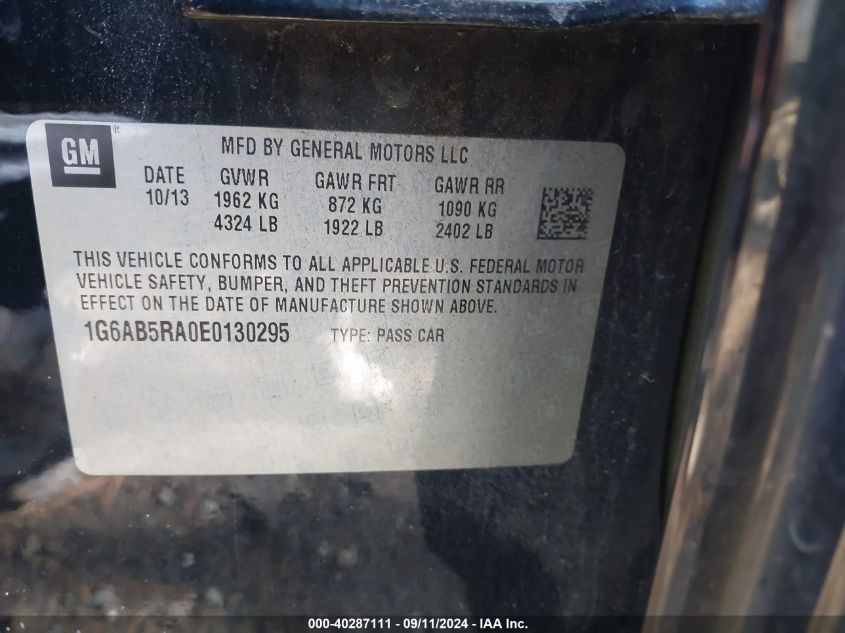 GM®
MFD BY GENERAL MOTORS LLC
DATE GVWR GAWR FRT GAWR RR
10/13 1962 KG 872 KG 1090 KG
4324 LB 1922 LB 2402 LB
THIS VEHICLE CONFORMS TO ALL APPLICABLE U.S. FEDERAL MOTOR
VEHICLE SAFETY, BUMPER, AND THEFT PREVENTION STANDARDS IN
EFFECT ON THE DATE OF MANUFACTURE SHOWN ABOVE.
1G6AB5RA0E0130295 TYPE: PASS CAR
000-40287111 - 09/11/2024 - IAA Inc.